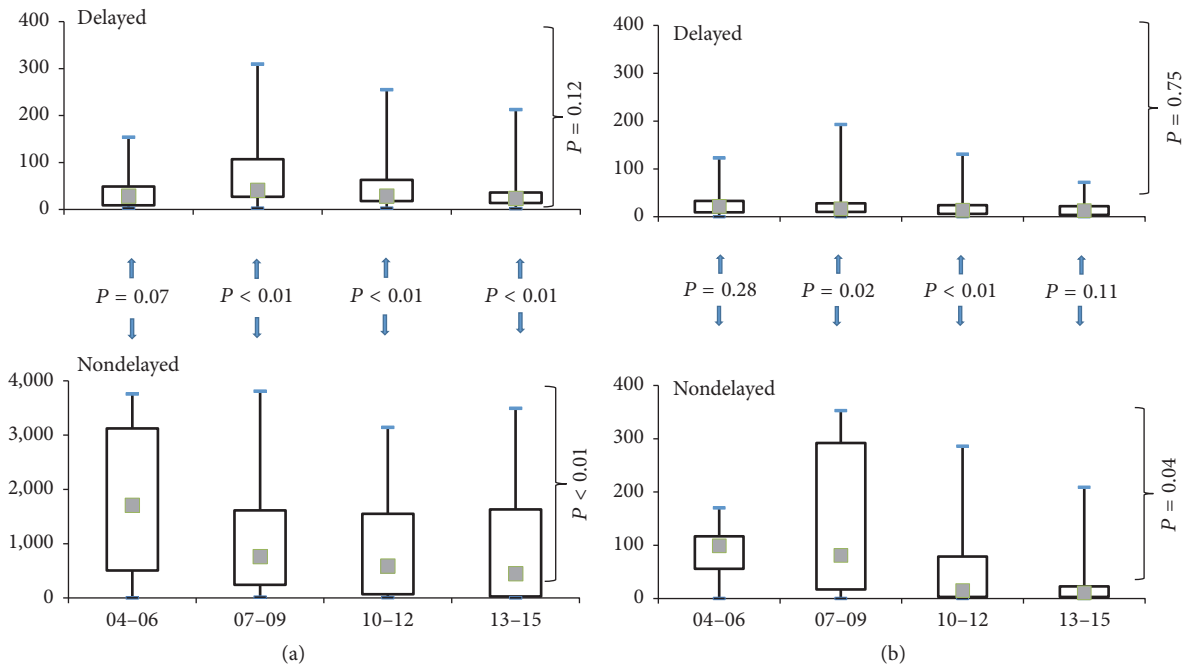 Delayed
400
300
200
100
0
P = 0.12
P = 0.07
P < 0.01
P < 0.01
P < 0.01
Nondelayed
4,000
3,000
2,000
1,000
0
P < 0.01
04–06
07–09
10–12
13–15
(a)
Delayed
400
300
200
100
0
P = 0.75
P = 0.28
P = 0.02
P < 0.01
P = 0.11
Nondelayed
400
300
200
100
0
P = 0.04
04–06
07–09
10–12
13–15
(b)